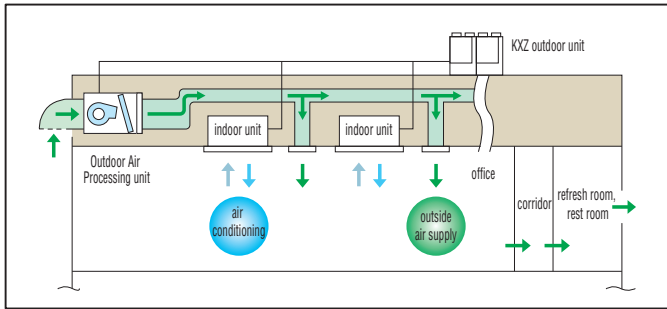 KXZ outdoor unit
indoor unit
indoor unit
Outdoor Air
Processing unit
office
air
conditioning
outside
air supply
corridor
refresh room,
rest room